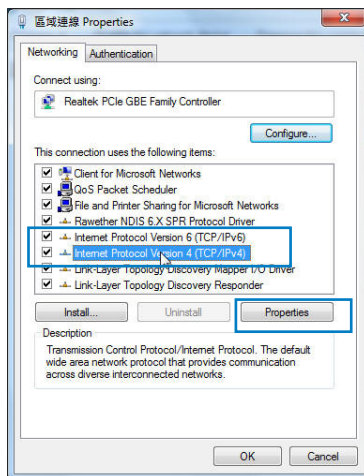 區域連線 Properties
Networking Authentication
Connect using:
Realtek PCIe GBE Family Controller
Configure...
This connection uses the following items:
Client for Microsoft Networks
QoS Packet Scheduler
File and Printer Sharing for Microsoft Networks
Rawether NDIS 6.X SPR Protocol Driver
Internet Protocol Version 6 (TCP/IPv6)
Internet Protocol Version 4 (TCP/IPv4)
Link-Layer Topology Discovery Mapper I/O Driver
Link-Layer Topology Discovery Responder
Install... Uninstall Properties
Description
Transmission Control Protocol/Internet Protocol. The default
wide area network protocol that provides communication
across diverse interconnected networks.
OK Cancel